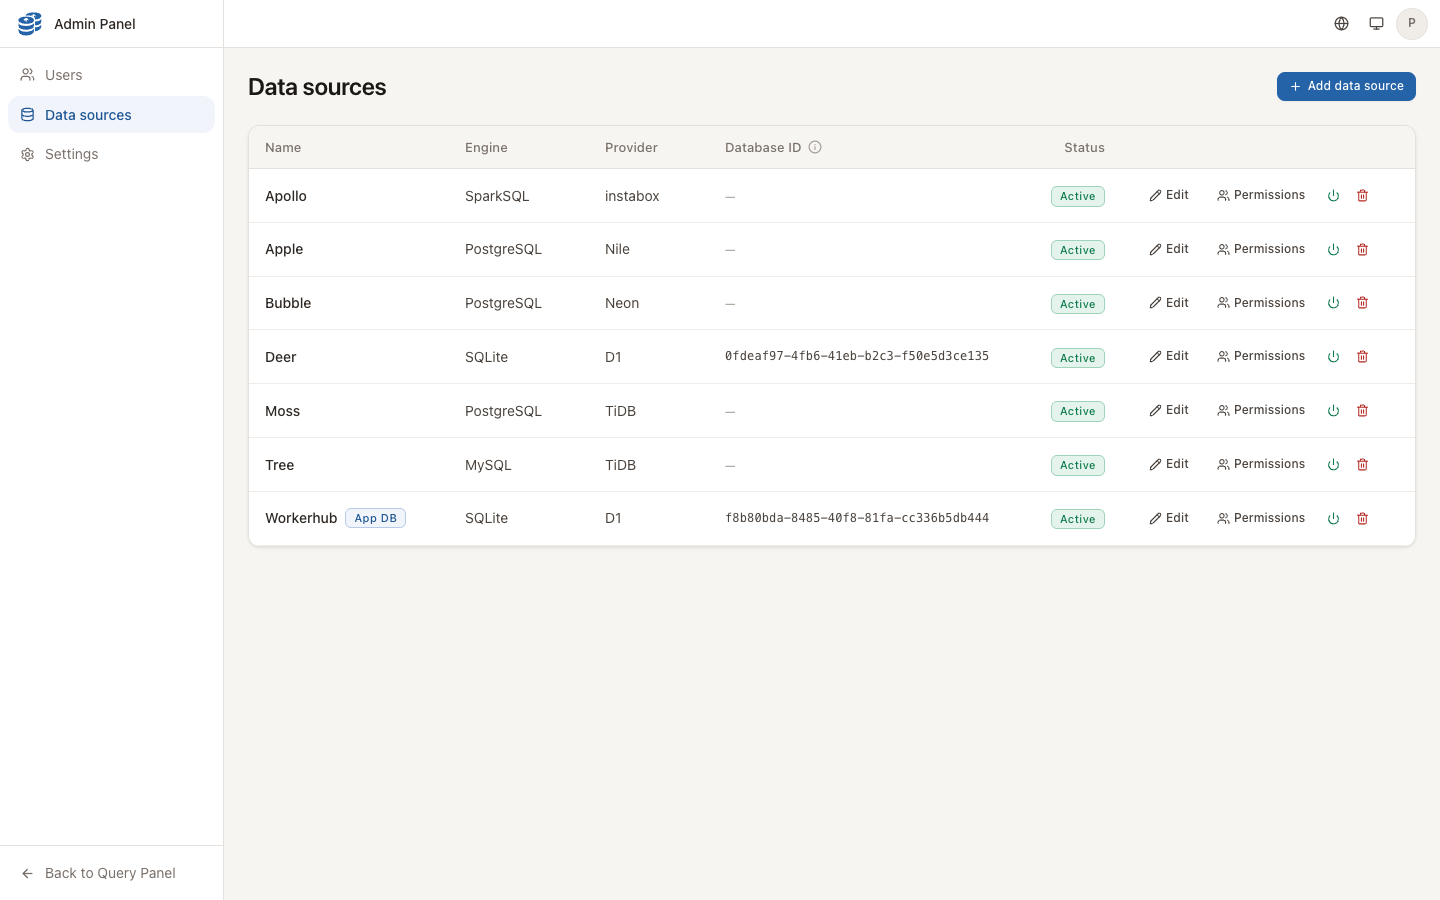 Admin Panel
P
Users
Data sources
Settings
Data sources
Add data source
Name Engine Provider Database ID Status
Apollo SparkSQL instabox — Active Edit Permissions
Apple PostgreSQL Nile — Active Edit Permissions
Bubble PostgreSQL Neon — Active Edit Permissions
Deer SQLite D1 0fdeaf97-4fb6-41eb-b2c3-f50e5d3ce135 Active Edit Permissions
Moss PostgreSQL TiDB — Active Edit Permissions
Tree MySQL TiDB — Active Edit Permissions
Workerhub App DB SQLite D1 f8b80bda-8485-40f8-81fa-cc336b5db444 Active Edit Permissions
Back to Query Panel